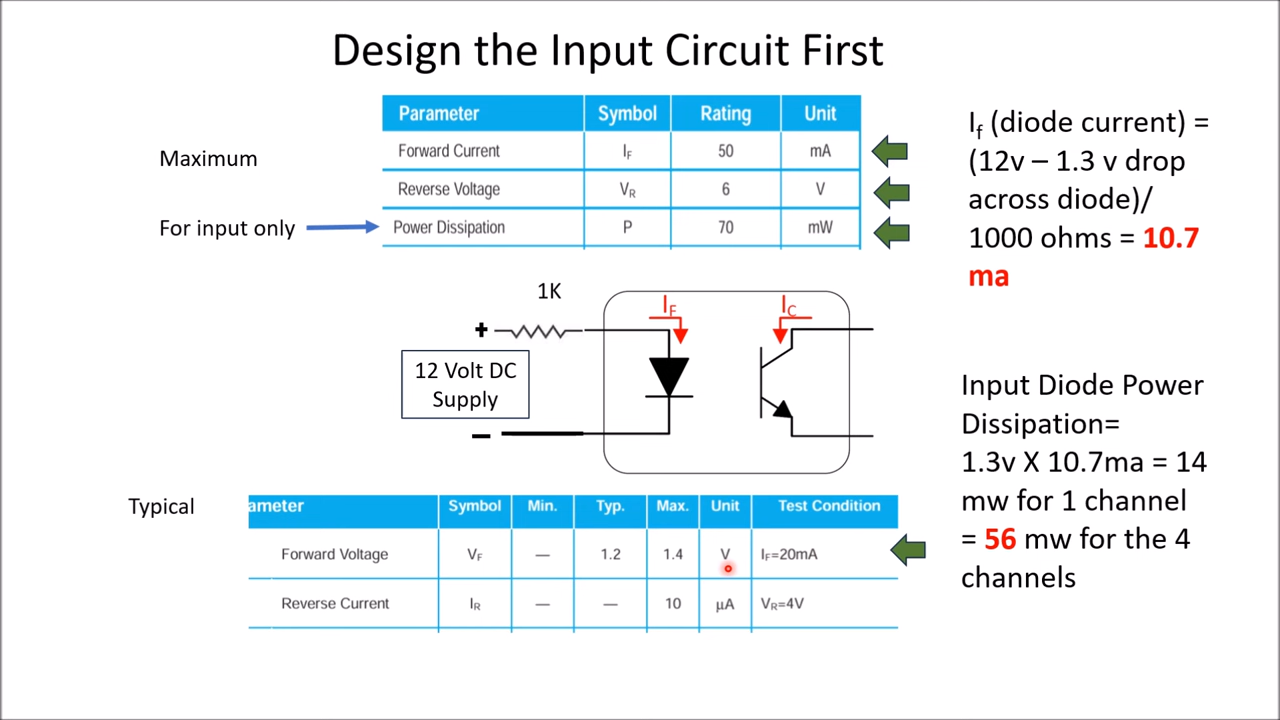 Design the Input Circuit First
Parameter Symbol Rating Unit
Maximum
Forward Current IF 50 mA
Reverse Voltage VR 6 V
For input only
Power Dissipation P 70 mW
If (diode current) =
(12v – 1.3 v drop
across diode)/
1000 ohms = 10.7
ma
1K
IF
IC
+
12 Volt DC
Supply
–
Input Diode Power
Dissipation=
1.3v X 10.7ma = 14
mw for 1 channel
= 56 mw for the 4
channels
Typical
ameter Symbol Min. Typ. Max. Unit Test Condition
Forward Voltage VF — 1.2 1.4 V IF=20mA
Reverse Current IR — — 10 µA VR=4V